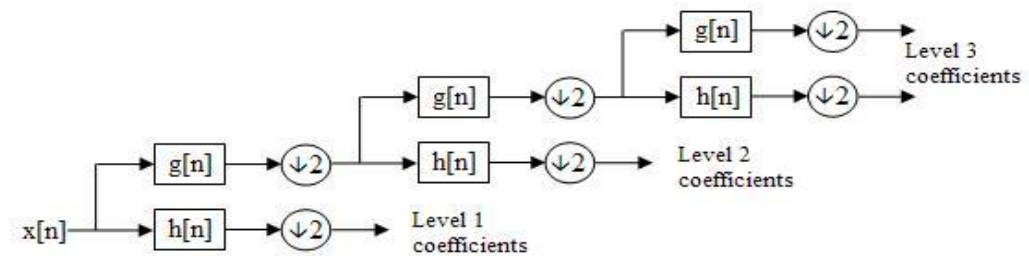 g[n] ↓2
Level 3
coefficients
g[n] ↓2 h[n] ↓2
g[n] ↓2 h[n] ↓2 Level 2
coefficients
x[n] h[n] ↓2 Level 1
coefficients